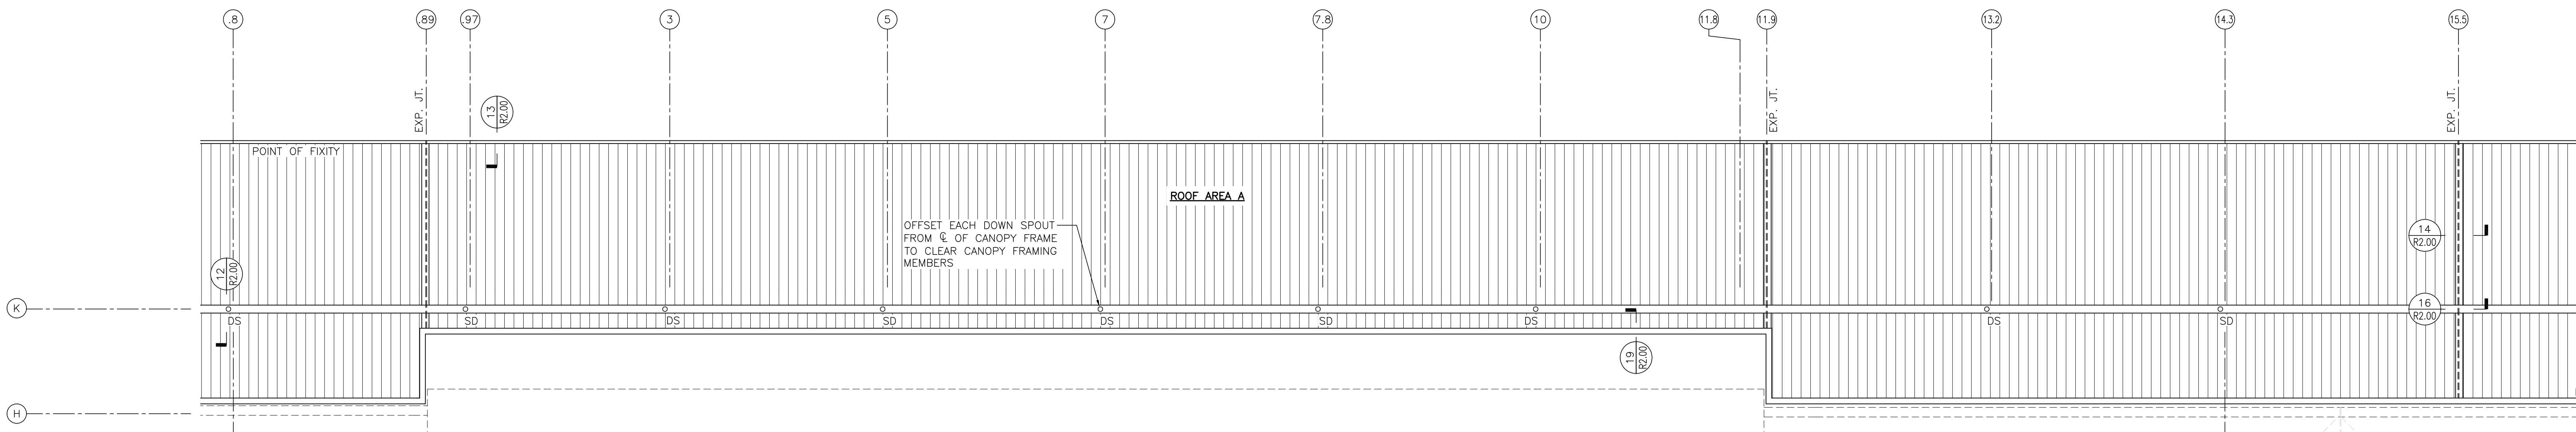 .8
.89
.97
3
5
7
7.8
10
11.8
11.9
13.2
14.3
15.5
EXP. JT.
EXP. JT.
EXP. JT.
13
R2.00
POINT OF FIXITY
ROOF AREA A
OFFSET EACH DOWN SPOUT
FROM ℄ OF CANOPY FRAME
TO CLEAR CANOPY FRAMING
MEMBERS
14
R2.00
12
R2.00
16
R2.00
K
DS
SD
DS
SD
DS
SD
DS
DS
SD
19
R2.00
H